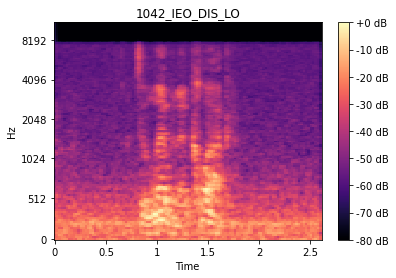 1042_IEO_DIS_LO
Hz
8192
4096
2048
1024
512
0
0
0.5
1
1.5
2
2.5
Time
+0 dB
-10 dB
-20 dB
-30 dB
-40 dB
-50 dB
-60 dB
-70 dB
-80 dB